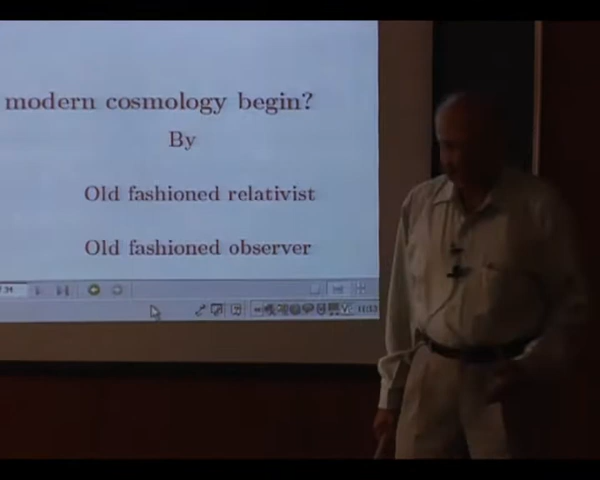 modern cosmology begin?
By
Old fashioned relativist
Old fashioned observer